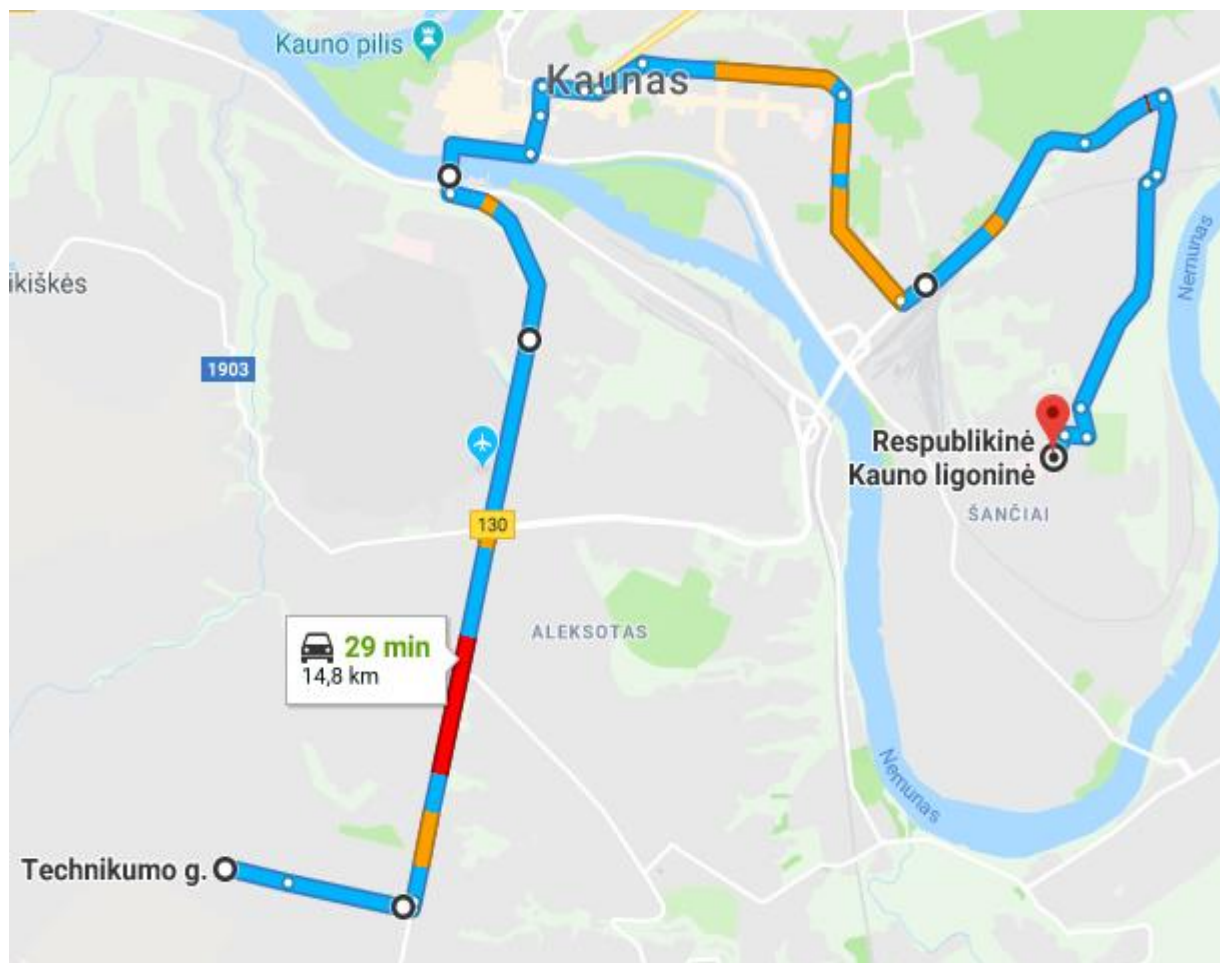 Kauno pilis
Kaunas
Nemunas
ikiškės
1903
Respublikinė
Kauno ligoninė
ŠANČIAI
130
ALEKSOTAS
29 min
14,8 km
Nemunas
Technikumo g.